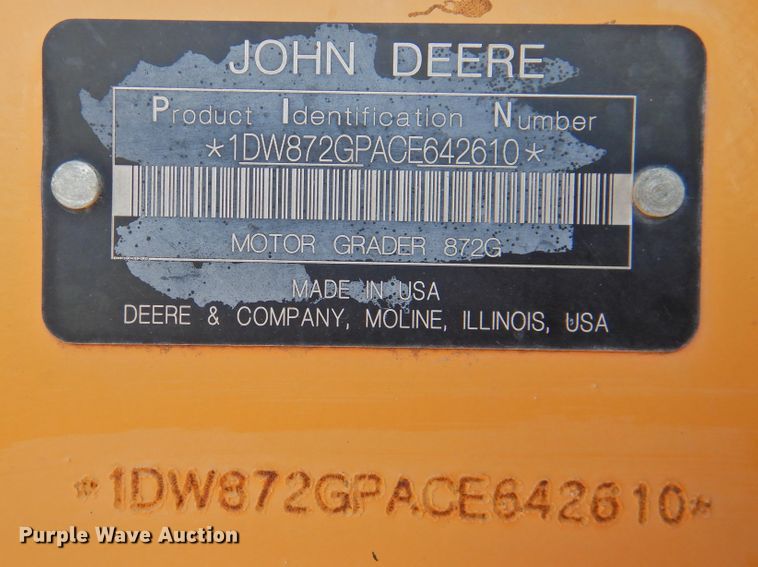 JOHN DEERE
Product Identification Number
*1DW872GPACE642610*
MOTOR GRADER 872G
MADE IN USA
DEERE & COMPANY, MOLINE, ILLINOIS, USA
*1DW872GPACE642610*
Purple Wave Auction